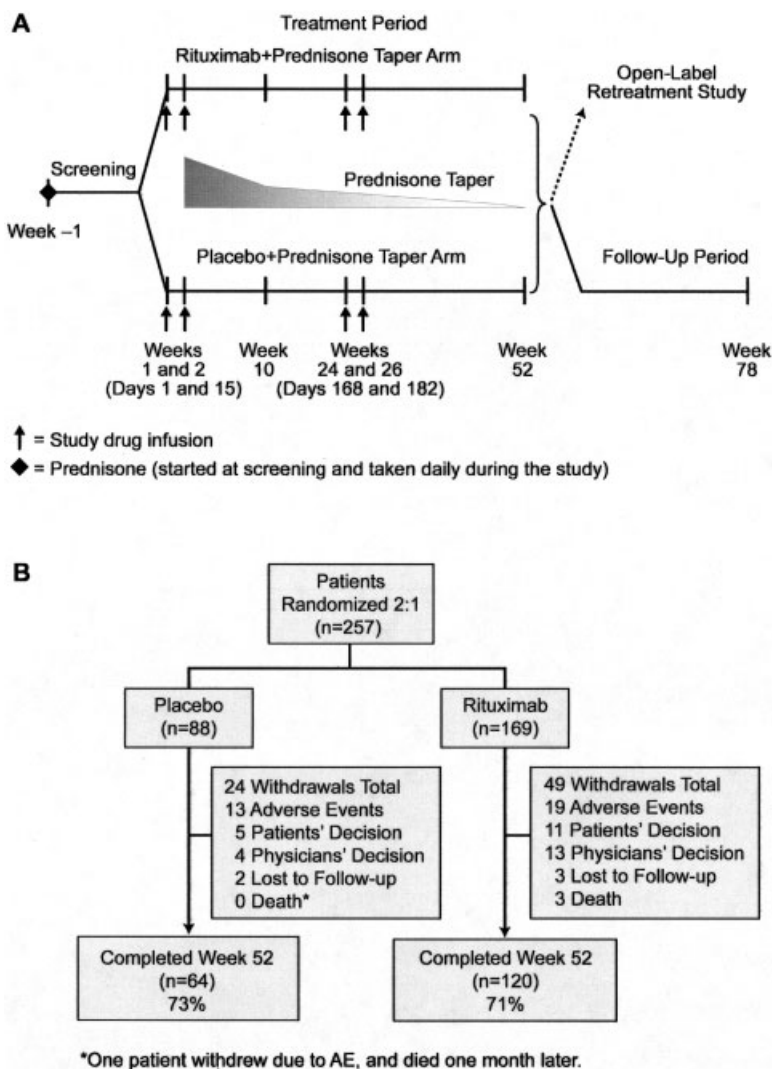 A
Treatment Period
Rituximab+Prednisone Taper Arm
Open-Label
Retreatment Study
Screening
Prednisone Taper
Week –1
Placebo+Prednisone Taper Arm
Follow-Up Period
Weeks
1 and 2
(Days 1 and 15)
Week
10
Weeks
24 and 26
(Days 168 and 182)
Week
52
Week
78
= Study drug infusion
= Prednisone (started at screening and taken daily during the study)
B
Patients
Randomized 2:1
(n=257)
Placebo
(n=88)
Rituximab
(n=169)
24 Withdrawals Total
13 Adverse Events
5 Patients' Decision
4 Physicians' Decision
2 Lost to Follow-up
0 Death*
49 Withdrawals Total
19 Adverse Events
11 Patients' Decision
13 Physicians' Decision
3 Lost to Follow-up
3 Death
Completed Week 52
(n=64)
73%
Completed Week 52
(n=120)
71%
*One patient withdrew due to AE, and died one month later.